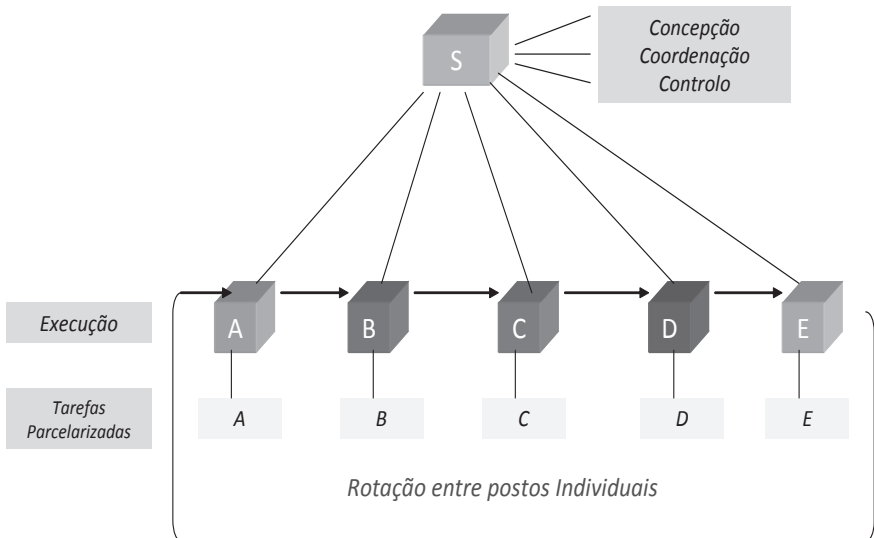 S
Concepção
Coordenação
Controlo
Execução
A
B
C
D
E
Tarefas
Parcelarizadas
A
B
C
D
E
Rotação entre postos Individuais